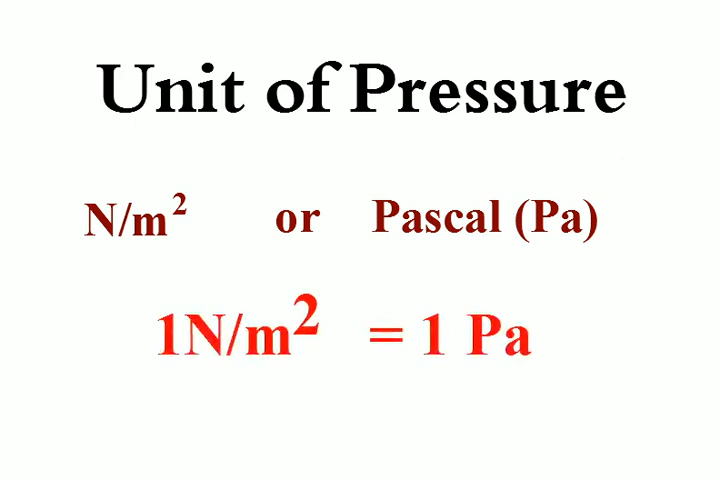 Unit of Pressure
N/m² or Pascal (Pa)
1N/m² = 1 Pa